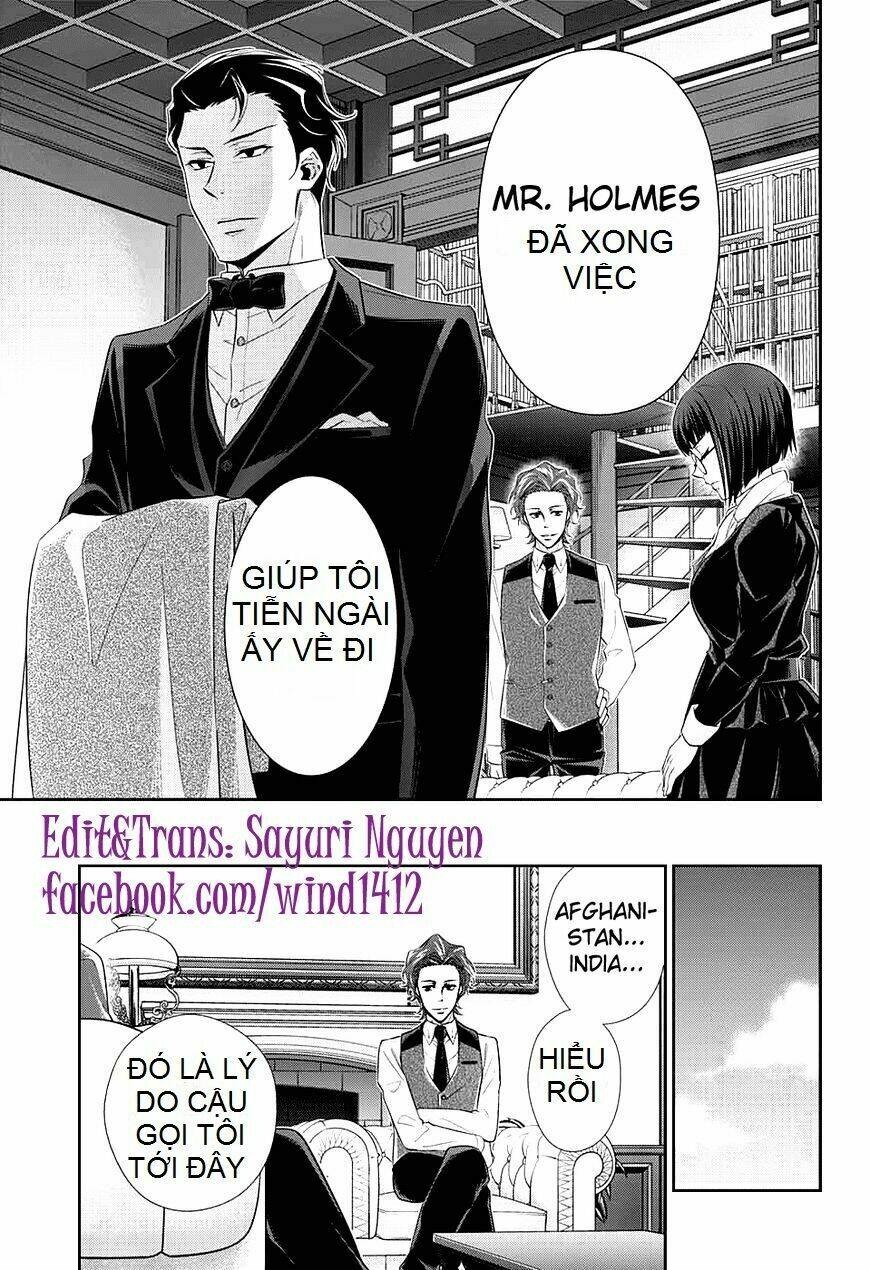 MR. HOLMES
ĐÃ XONG
VIỆC
GIÚP TÔI
TIỄN NGÀI
ẤY VỀ ĐI
Edit&Trans: Sayuri Nguyen
facebook.com/wind1412
AFGHANI-
STAN...
INDIA...
HIỂU
RỒI
ĐÓ LÀ LÝ
DO CẬU
GỌI TÔI
TỚI ĐÂY